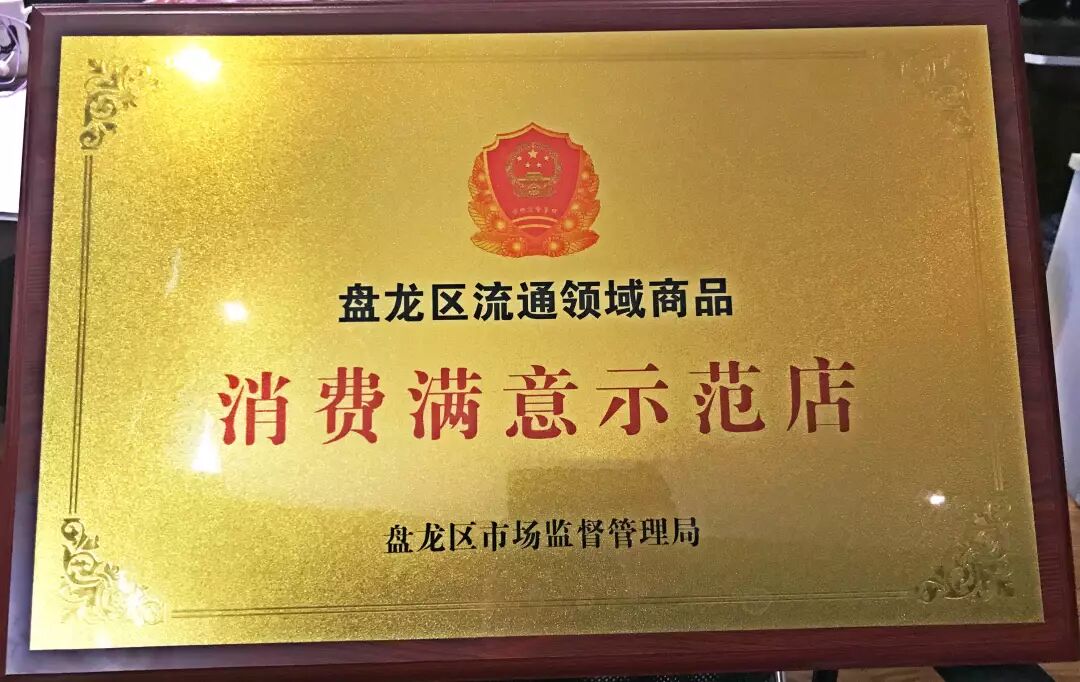 盘龙区流通领域商品
消费满意示范店
盘龙区市场监督管理局